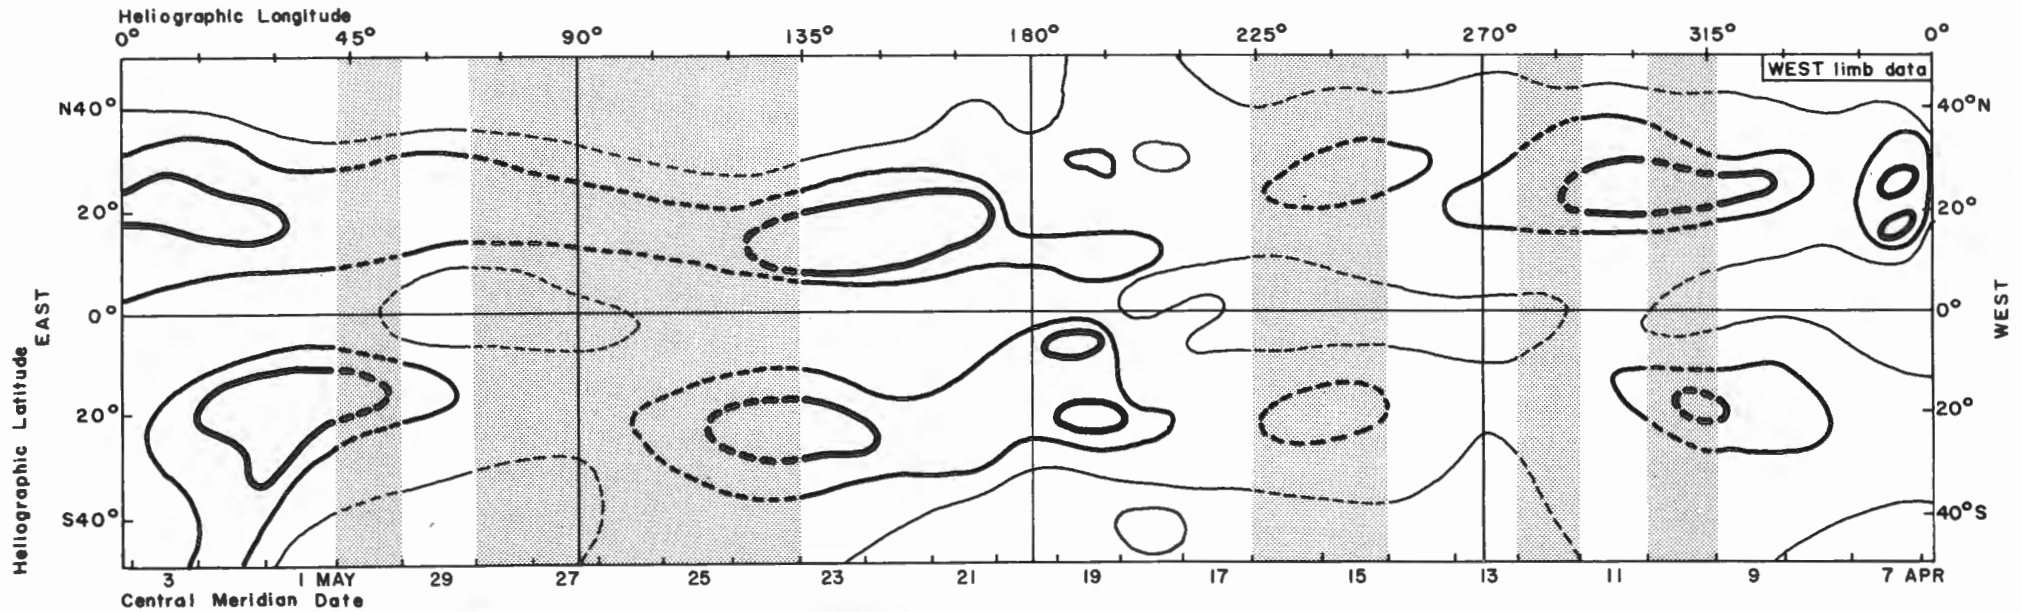 Heliographic Longitude
0° 45° 90° 135° 180° 225° 270° 315° 0°
WEST limb data
N40° 40°N
20° 20°
0° 0°
20° 20°
S40° 40°S
EAST
WEST
Heliographic Latitude
3 1 MAY 29 27 25 23 21 19 17 15 13 11 9 7 APR
Central Meridian Date